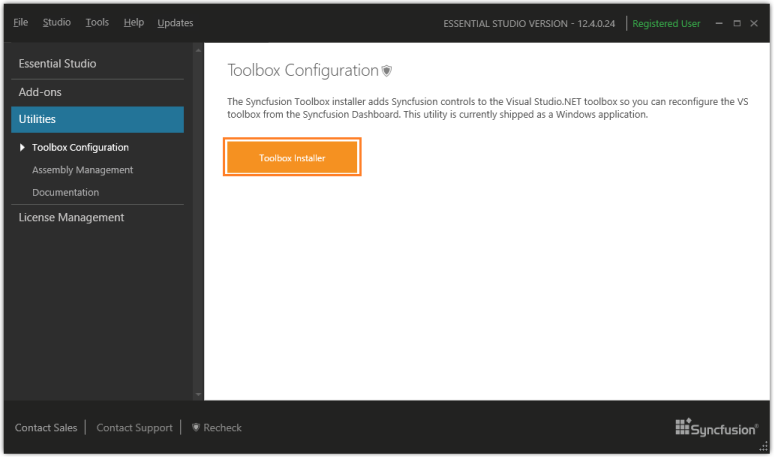 File Studio Tools Help Updates ESSENTIAL STUDIO VERSION - 12.4.0.24 Registered User
Essential Studio
Add-ons
Utilities
Toolbox Configuration
Assembly Management
Documentation
License Management
Toolbox Configuration
The Syncfusion Toolbox installer adds Syncfusion controls to the Visual Studio.NET toolbox so you can reconfigure the VS
toolbox from the Syncfusion Dashboard. This utility is currently shipped as a Windows application.
Toolbox Installer
Contact Sales Contact Support Recheck
Syncfusion®